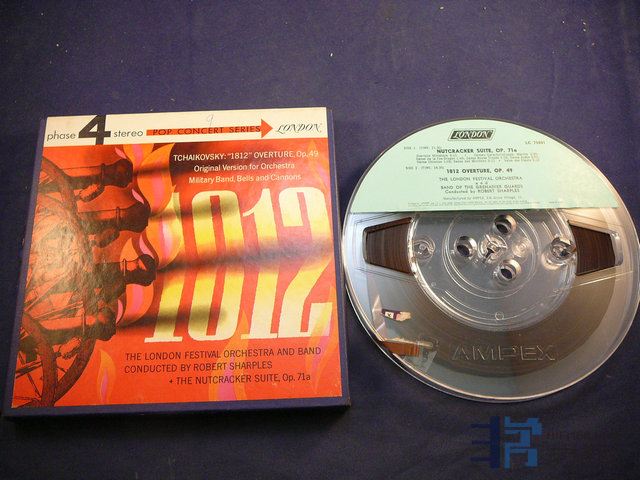 phase 4 stereo POP CONCERT SERIES LONDON
9
TCHAIKOVSKY: "1812" OVERTURE, Op. 49
Original Version for Orchestra
Military Band, Bells and Cannons
1812
THE LONDON FESTIVAL ORCHESTRA AND BAND
CONDUCTED BY ROBERT SHARPLES
+ THE NUTCRACKER SUITE, Op. 71a
LONDON
NUTCRACKER SUITE, OP. 71a
1812 OVERTURE, OP. 49
THE LONDON FESTIVAL ORCHESTRA
and
BAND OF THE GRENADIER GUARDS
Conducted by ROBERT SHARPLES
AMPEX